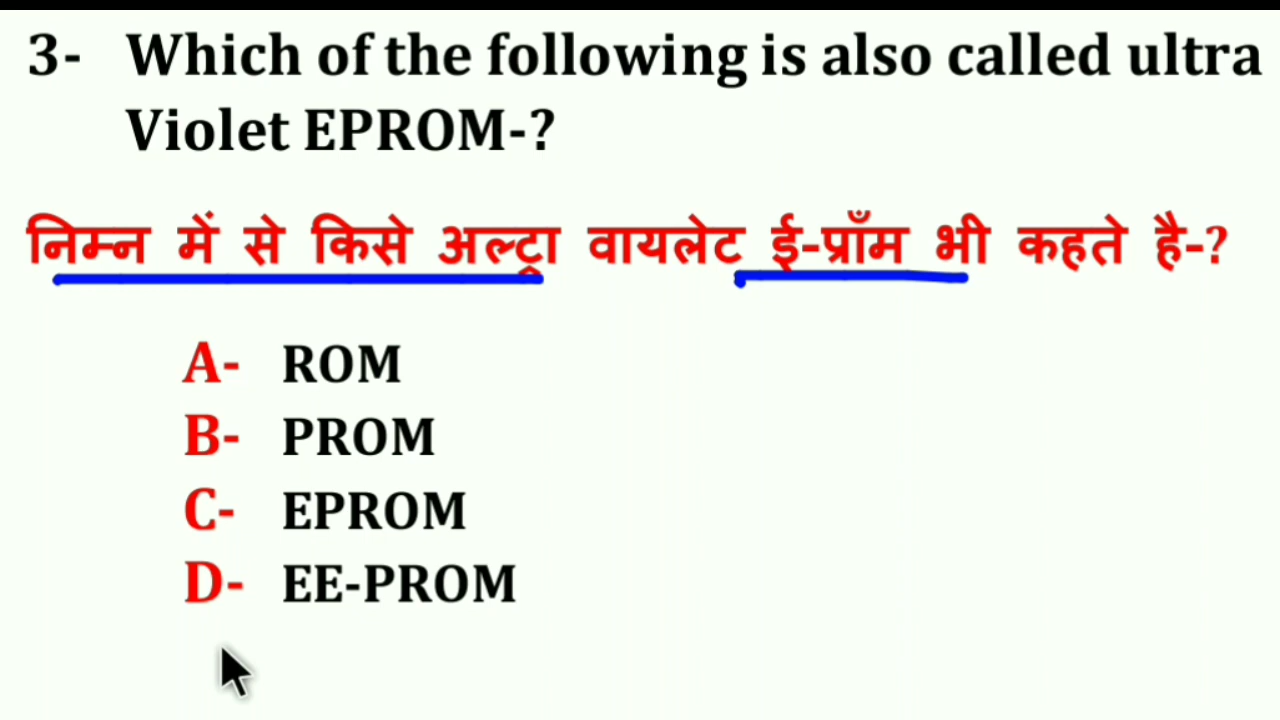 3- Which of the following is also called ultra
Violet EPROM-?
निम्न में से किसे अल्ट्रा वायलेट ई-प्रॉंम भी कहते है-?
A- ROM
B- PROM
C- EPROM
D- EE-PROM